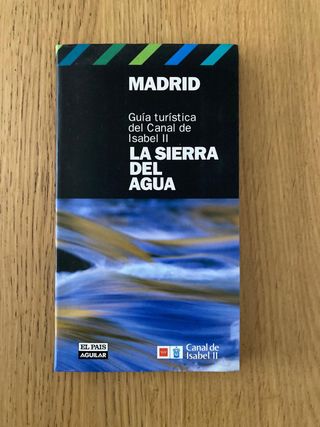 MADRID
Guía turística
del Canal de
Isabel II
LA SIERRA
DEL
AGUA
EL PAIS
AGUILAR
Canal de
Isabel II